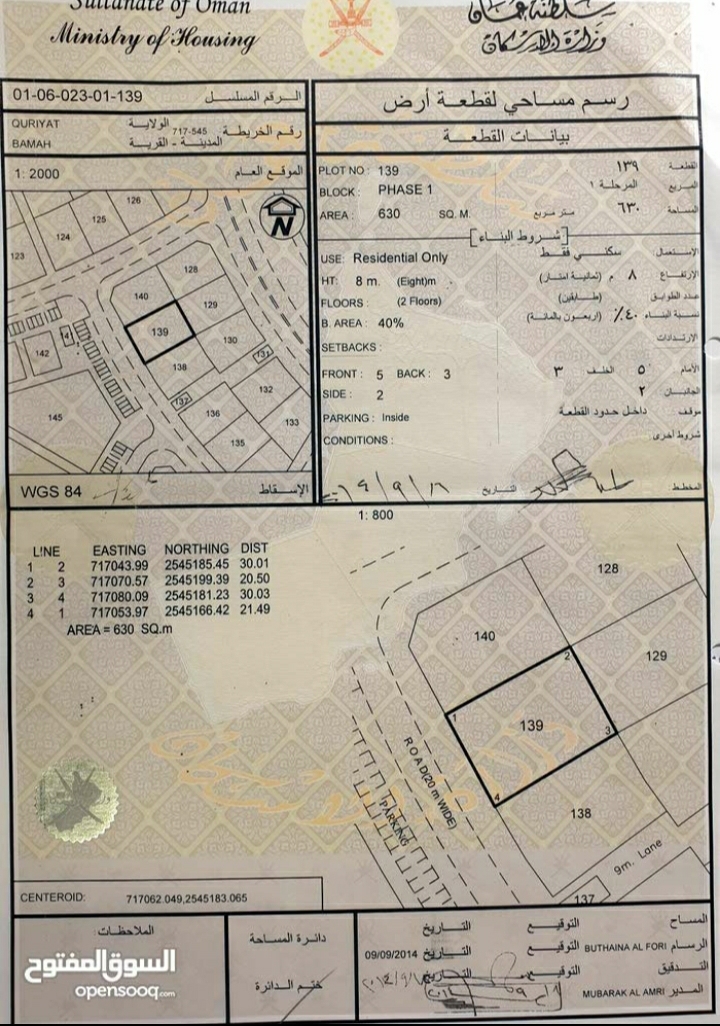 Sultanate of Oman
Ministry of Housing
سلطنة عمان
وزارة الإسكان
01-06-023-01-139 الرقم المسلسل
QURIYAT الولاية
BAMAH المدينة - القرية
717-545 رقم الخريطة
1: 2000 الموقع العام
126
125
124
123
128
140
129
139
130
141
142
138
131
132
137
136
133
135
145
N
WGS 84 الإسقاط
رسم مساحي لقطعة أرض
بيانات القطعة
PLOT NO : 139 القطعة ١٣٩
BLOCK : PHASE 1 المربع المرحلة ١
AREA : 630 SQ. M. المساحة ٦٣٠ متر مربع
شروط البناء
USE: Residential Only الإستعمال سكني فقط
HT: 8 m. (Eight)m الارتفاع ٨ م (ثمانية امتار)
FLOORS : (2 Floors) عدد الطوابق (طابقين)
B. AREA : 40% نسبة البناء ٤٠٪ (اربعون بالمائة)
SETBACKS : الارتدادات
FRONT : 5 BACK : 3 الأمام ٥ الخلف ٣
SIDE : 2 الجانبان ٢
PARKING : Inside موقف داخل حدود القطعة
CONDITIONS : شروط أخرى
المخطط التاريخ
1: 800
LINE EASTING NORTHING DIST
1 2 717043.99 2545185.45 30.01
2 3 717070.57 2545199.39 20.50
3 4 717080.09 2545181.23 30.03
4 1 717053.97 2545166.42 21.49
AREA = 630 SQ.m
128
140
129
2
1
139
3
4
138
ROAD(20 m WIDE)
PARKING
9m. Lane
137
CENTEROID: 717062.049,2545183.065
الملاحظات
دائرة المساحة
ختم الدائرة
المساح التوقيع التاريخ
الرسام BUTHAINA AL FORI التوقيع التاريخ 09/09/2014
التدقيق التوقيع التاريخ
المدير MUBARAK AL AMRI
السوق المفتوح
opensooq.com